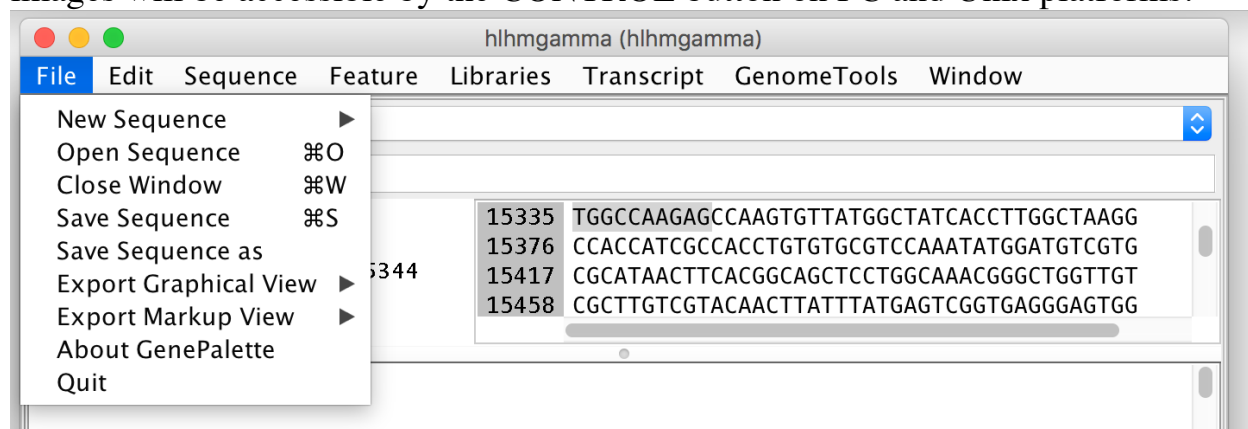 images will be accessible by the CONTROL button on PC and Unix platforms.
hlhmgamma (hlhmgamma)
File Edit Sequence Feature Libraries Transcript GenomeTools Window
New Sequence ▶
Open Sequence ⌘O
Close Window ⌘W
Save Sequence ⌘S
Save Sequence as
Export Graphical View ▶
Export Markup View ▶
About GenePalette
Quit
5344
15335 TGGCCAAGAGCCAAGTGTTATGGCTATCACCTTGGCTAAGG
15376 CCACCATCGCCACCTGTGTGCGTCCAAATATGGATGTCGTG
15417 CGCATAACTTCACGGCAGCTCCTGGCAAACGGGCTGGTTGT
15458 CGCTTGTCGTACAACTTATTTATGAGTCGGTGAGGGAGTGG